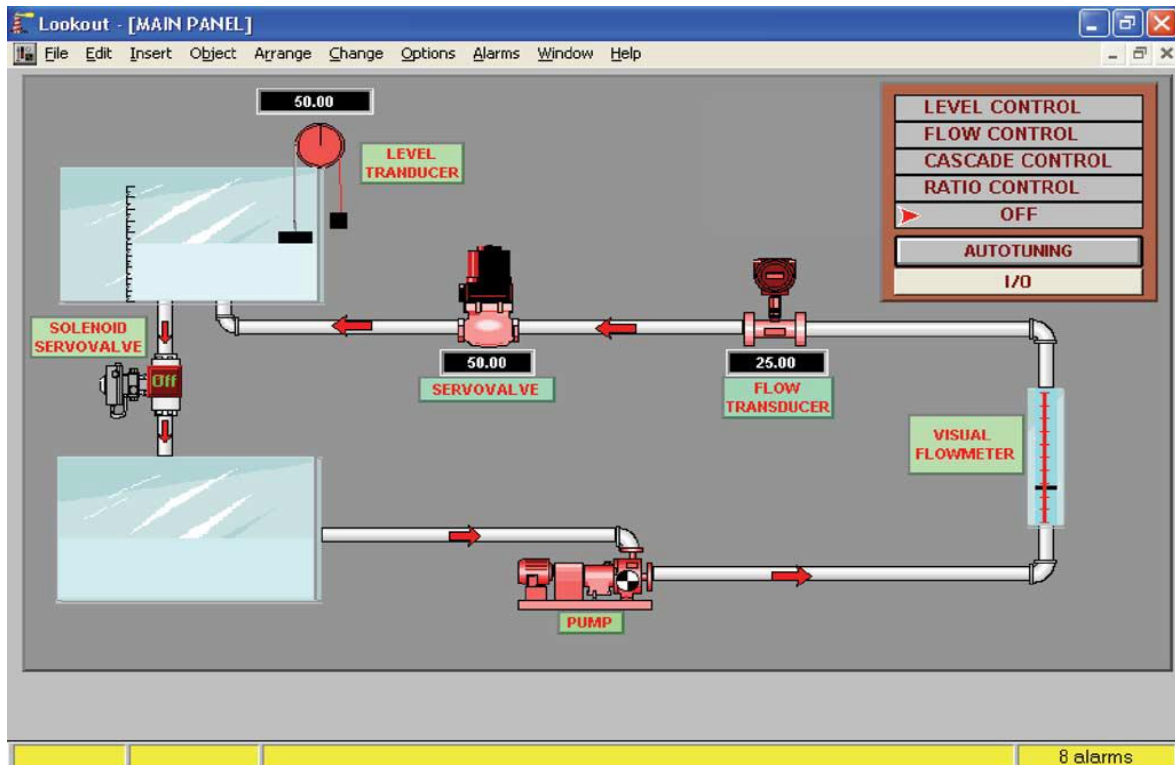 Lookout - [MAIN PANEL]
File Edit Insert Object Arrange Change Options Alarms Window Help
50.00
LEVEL
TRANDUCER
LEVEL CONTROL
FLOW CONTROL
CASCADE CONTROL
RATIO CONTROL
OFF
AUTOTUNING
I/O
SOLENOID
SERVOVALVE
Off
50.00
SERVOVALVE
25.00
FLOW
TRANSDUCER
VISUAL
FLOWMETER
PUMP
8 alarms